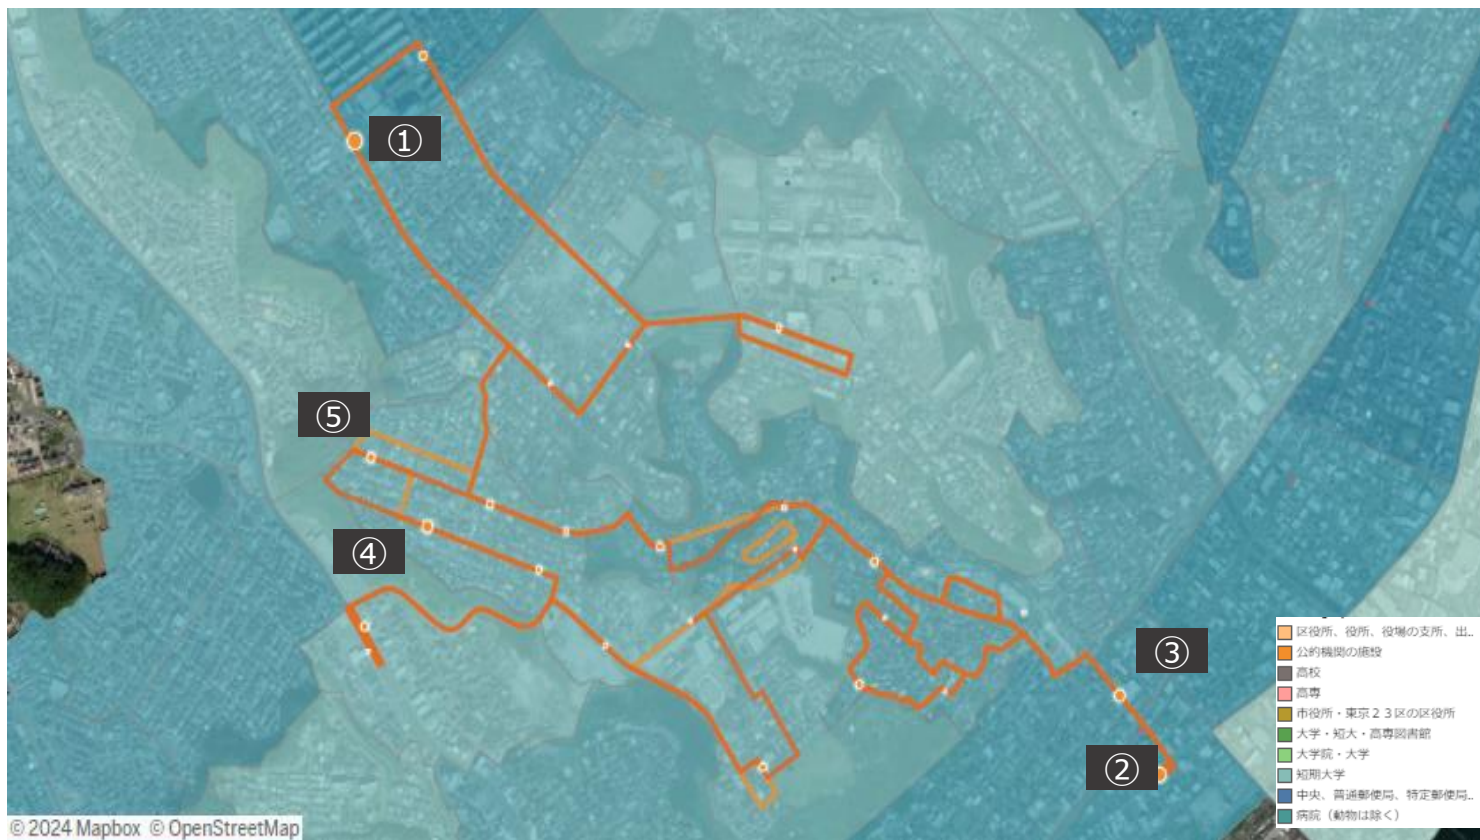 ①
⑤
④
③
②
区役所、役所、役場の支所、出..
公的機関の施設
高校
高専
市役所・東京２３区の区役所
大学・短大・高専図書館
大学院・大学
短期大学
中央、普通郵便局、特定郵便局..
病院（動物は除く）
© 2024 Mapbox © OpenStreetMap